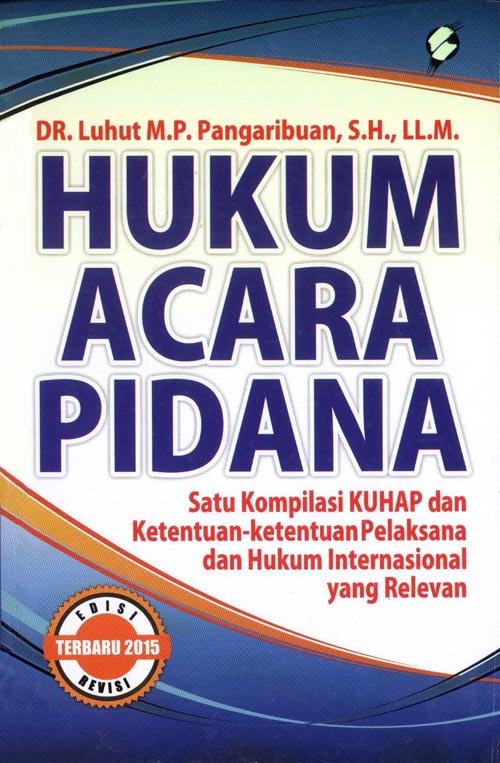 DR. Luhut M.P. Pangaribuan, S.H., LL.M.
HUKUM
ACARA
PIDANA
Satu Kompilasi KUHAP dan
Ketentuan-ketentuan Pelaksana
dan Hukum Internasional
yang Relevan
EDISI
TERBARU 2015
REVISI